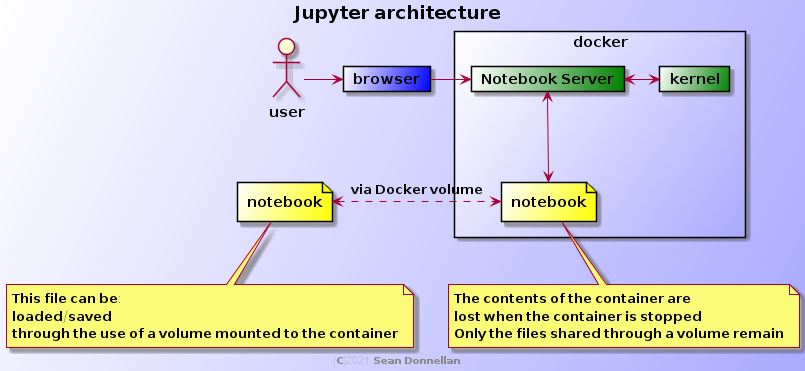 Jupyter architecture
docker
browser
Notebook Server
kernel
user
via Docker volume
notebook
notebook
This file can be:
loaded/saved
through the use of a volume mounted to the container
The contents of the container are
lost when the container is stopped
Only the files shared through a volume remain
(C)2021 Sean Donnellan